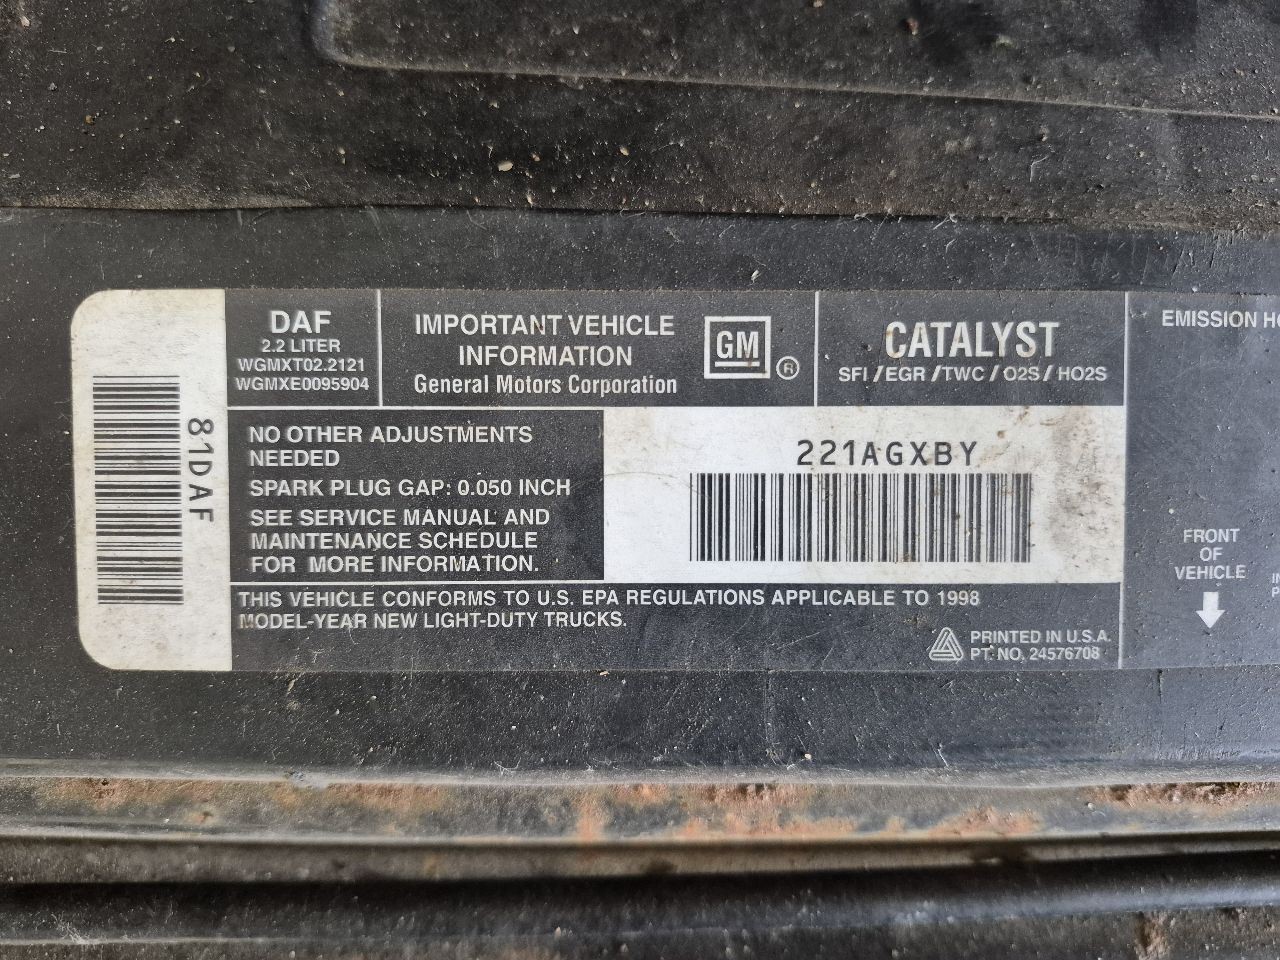 81DAF
DAF
2.2 LITER
WGMXT02.2121
WGMXE0095904
IMPORTANT VEHICLE
INFORMATION
General Motors Corporation
GM ®
CATALYST
SFI /EGR /TWC / O2S / HO2S
EMISSION
NO OTHER ADJUSTMENTS
NEEDED
SPARK PLUG GAP: 0.050 INCH
SEE SERVICE MANUAL AND
MAINTENANCE SCHEDULE
FOR MORE INFORMATION.
221AGXBY
FRONT
OF
VEHICLE
THIS VEHICLE CONFORMS TO U.S. EPA REGULATIONS APPLICABLE TO 1998
MODEL-YEAR NEW LIGHT-DUTY TRUCKS.
PRINTED IN U.S.A.
PT. NO. 24576708